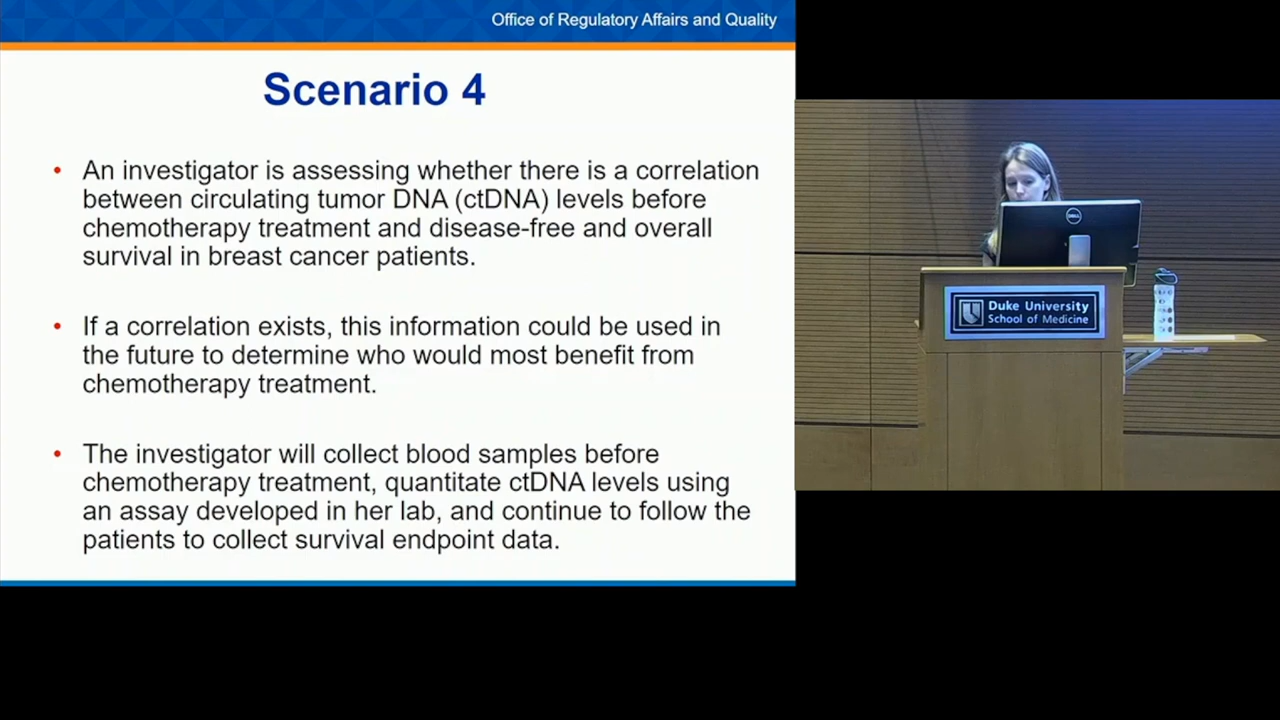 Office of Regulatory Affairs and Quality
Scenario 4
• An investigator is assessing whether there is a correlation
between circulating tumor DNA (ctDNA) levels before
chemotherapy treatment and disease-free and overall
survival in breast cancer patients.
• If a correlation exists, this information could be used in
the future to determine who would most benefit from
chemotherapy treatment.
• The investigator will collect blood samples before
chemotherapy treatment, quantitate ctDNA levels using
an assay developed in her lab, and continue to follow the
patients to collect survival endpoint data.
DELL
Duke University
School of Medicine